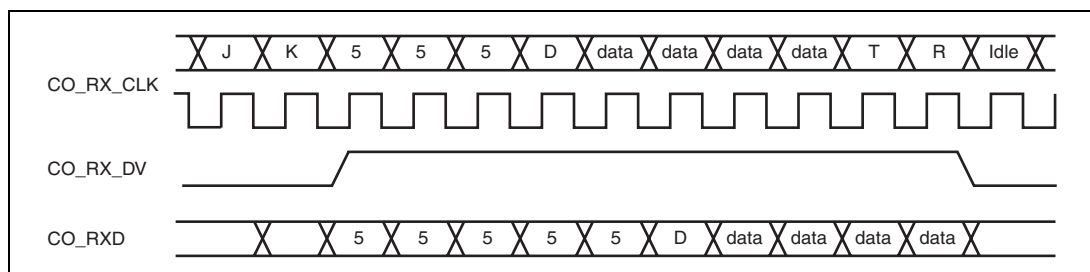 J K 5 5 5 D data data data data T R Idle
CO_RX_CLK
CO_RX_DV
CO_RXD 5 5 5 5 5 D data data data data